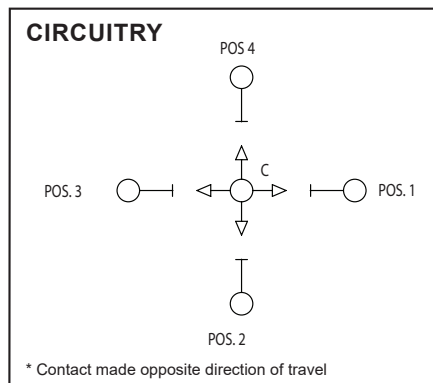 CIRCUITRY
POS 4
C
POS. 3
POS. 1
POS. 2
* Contact made opposite direction of travel